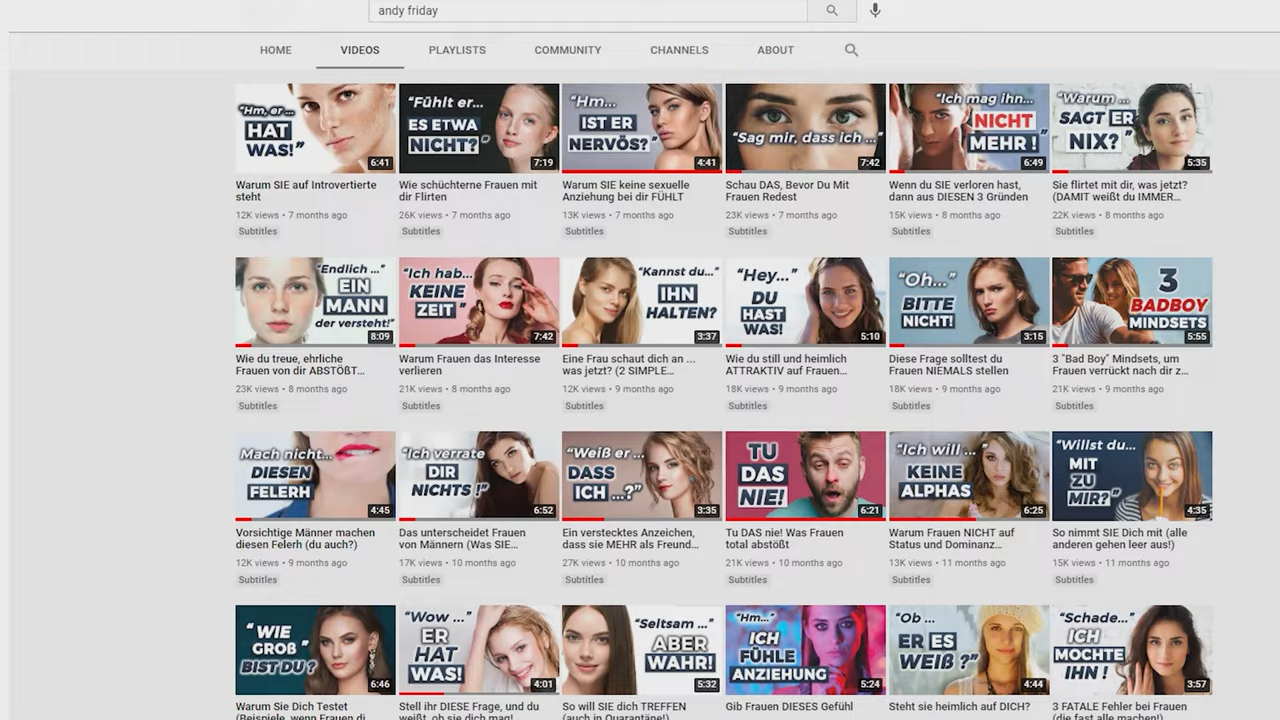 andy friday
HOME VIDEOS PLAYLISTS COMMUNITY CHANNELS ABOUT
"Hm, er...
HAT
WAS!"
6:41
"Fühlt er...
ES ETWA
NICHT?"
7:19
"Hm...
IST ER
NERVÖS?"
4:41
"Sag mir, dass ich ..."
7:42
"Ich mag ihn...
NICHT
MEHR!"
6:49
"Warum ...
SAGT ER
NIX?"
5:35
Warum SIE auf Introvertierte
steht
12K views • 7 months ago
Subtitles
Wie schüchterne Frauen mit
dir Flirten
26K views • 7 months ago
Subtitles
Warum SIE keine sexuelle
Anziehung bei dir FÜHLT
13K views • 7 months ago
Subtitles
Schau DAS, Bevor Du Mit
Frauen Redest
23K views • 7 months ago
Subtitles
Wenn du SIE verloren hast,
dann aus DIESEN 3 Gründen
15K views • 8 months ago
Subtitles
Sie flirtet mit dir, was jetzt?
(DAMIT weißt du IMMER...
22K views • 8 months ago
Subtitles
"Endlich ..."
EIN
MANN
der versteht!"
8:09
"Ich hab...
KEINE
ZEIT"
7:42
"Kannst du..."
IHN
HALTEN?
3:37
"Hey..."
DU
HAST
WAS!
5:10
"Oh..."
BITTE
NICHT!
3:15
3
BADBOY
MINDSETS
5:55
Wie du treue, ehrliche
Frauen von dir ABSTÖßT...
23K views • 8 months ago
Subtitles
Warum Frauen das Interesse
verlieren
21K views • 8 months ago
Subtitles
Eine Frau schaut dich an ...
was jetzt? (2 SIMPLE...
12K views • 9 months ago
Subtitles
Wie du still und heimlich
ATTRAKTIV auf Frauen...
18K views • 9 months ago
Subtitles
Diese Frage solltest du
Frauen NIEMALS stellen
18K views • 9 months ago
Subtitles
3 "Bad Boy" Mindsets, um
Frauen verrückt nach dir z...
21K views • 9 months ago
Subtitles
Mach nicht...
DIESEN
FELERH
4:45
"Ich verrate
DIR
NICHTS !"
6:52
"Weiß er ...
DASS
ICH ...?"
3:35
TU
DAS
NIE!
6:21
"Ich will ... "
KEINE
ALPHAS
6:25
"Willst du...
MIT
ZU
MIR?"
4:35
Vorsichtige Männer machen
diesen Felerh (du auch?)
12K views • 9 months ago
Subtitles
Das unterscheidet Frauen
von Männern (Was SIE...
17K views • 10 months ago
Subtitles
Ein verstecktes Anzeichen,
dass sie MEHR als Freund...
27K views • 10 months ago
Subtitles
Tu DAS nie! Was Frauen
total abstößt
21K views • 10 months ago
Subtitles
Warum Frauen NICHT auf
Status und Dominanz...
13K views • 11 months ago
Subtitles
So nimmt SIE Dich mit (alle
anderen gehen leer aus!)
15K views • 11 months ago
Subtitles
"WIE
GROß
BIST DU?"
6:46
"Wow ..."
ER
HAT
WAS!
4:01
"Seltsam ..."
ABER
WAHR!
5:32
"Hm..."
ICH
FÜHLE
ANZIEHUNG
5:24
"Ob ...
ER ES
WEIß ?"
4:44
"Schade..."
ICH
MOCHTE
IHN !
3:57
Warum Sie Dich Testet
(Beispiele, wenn Frauen di
Stell ihr DIESE Frage, und du
weißt, ob sie dich mag!
So will SIE dich TREFFEN
(auch in Quarantäne!)
Gib Frauen DIESES Gefühl
Steht sie heimlich auf DICH?
3 FATALE Fehler bei Frauen
(die fast alle machen!)